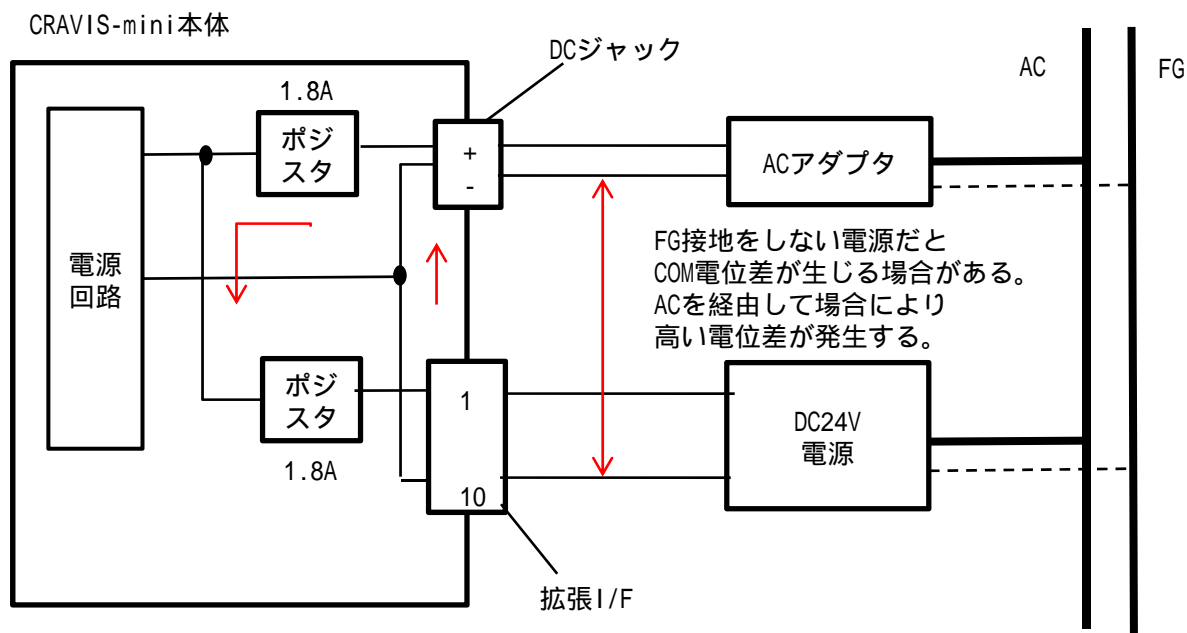 CRAVIS-mini本体
DCジャック
AC
FG
1.8A
ポジ
スタ
+
-
ACアダプタ
電源
回路
FG接地をしない電源だと
COM電位差が生じる場合がある。
ACを経由して場合により
高い電位差が発生する。
ポジ
スタ
1.8A
1
10
DC24V
電源
拡張I/F